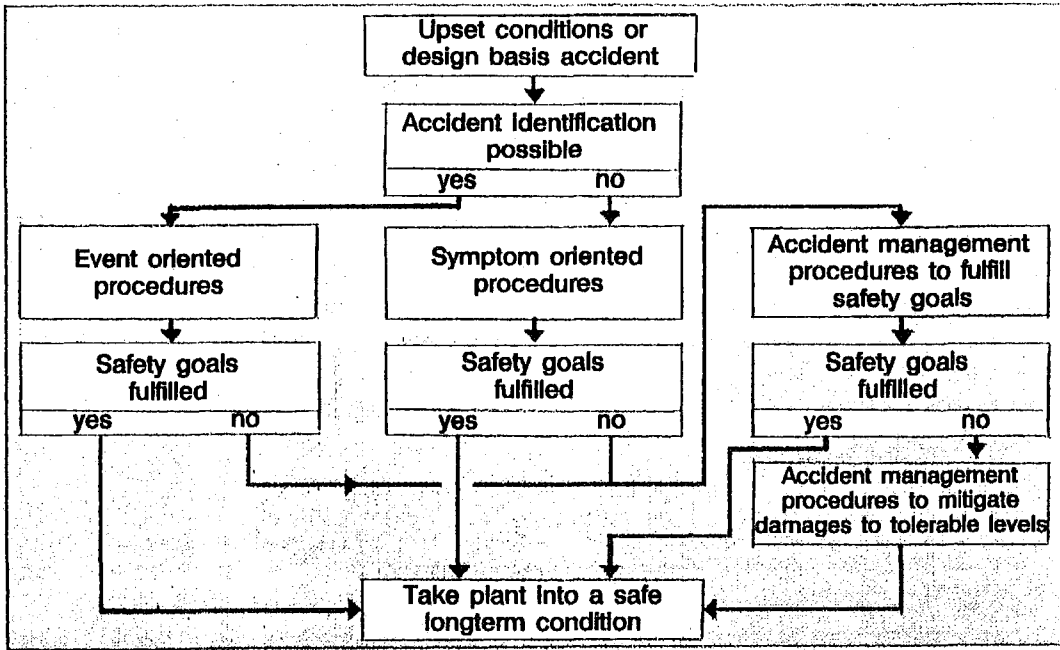 Upset conditions or
design basis accident
Accident identification
possible
yes no
Event oriented
procedures
Symptom oriented
procedures
Accident management
procedures to fulfill
safety goals
Safety goals
fulfilled
yes no
Safety goals
fulfilled
yes no
Safety goals
fulfilled
yes no
Accident management
procedures to mitigate
damages to tolerable levels
Take plant into a safe
longterm condition